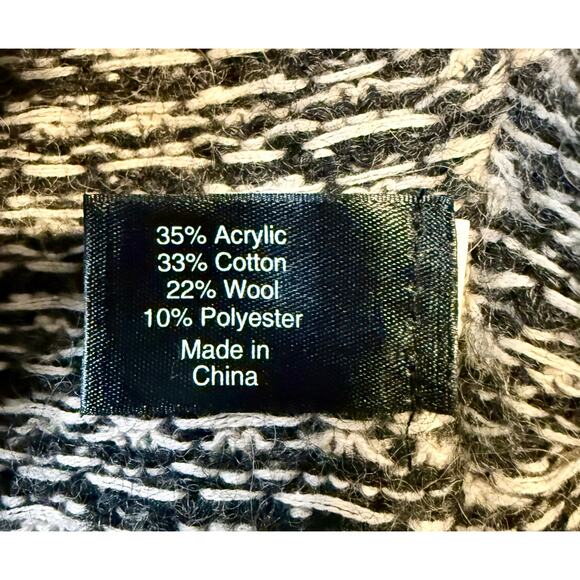 35% Acrylic
33% Cotton
22% Wool
10% Polyester
Made in
China